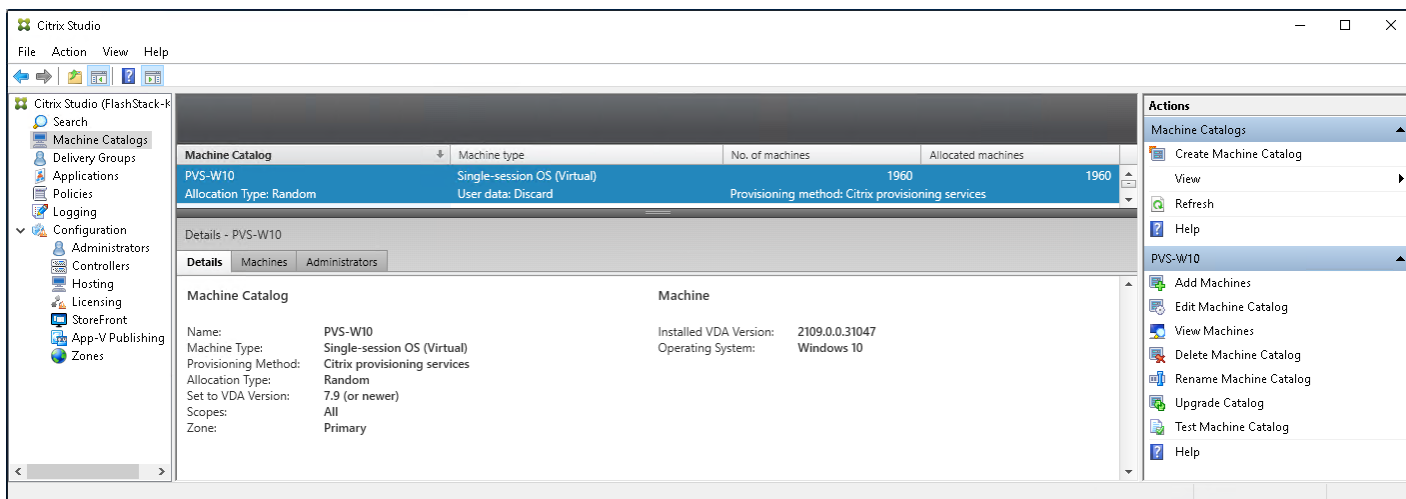 Citrix Studio
File Action View Help
Citrix Studio (FlashStack-K
Search
Machine Catalogs
Delivery Groups
Applications
Policies
Logging
Configuration
Administrators
Controllers
Hosting
Licensing
StoreFront
App-V Publishing
Zones
Machine Catalog Machine type No. of machines Allocated machines
PVS-W10 Single-session OS (Virtual) 1960 1960
Allocation Type: Random User data: Discard Provisioning method: Citrix provisioning services
Details - PVS-W10
Details Machines Administrators
Machine Catalog
Name: PVS-W10
Machine Type: Single-session OS (Virtual)
Provisioning Method: Citrix provisioning services
Allocation Type: Random
Set to VDA Version: 7.9 (or newer)
Scopes: All
Zone: Primary
Machine
Installed VDA Version: 2109.0.0.31047
Operating System: Windows 10
Actions
Machine Catalogs
Create Machine Catalog
View
Refresh
Help
PVS-W10
Add Machines
Edit Machine Catalog
View Machines
Delete Machine Catalog
Rename Machine Catalog
Upgrade Catalog
Test Machine Catalog
Help